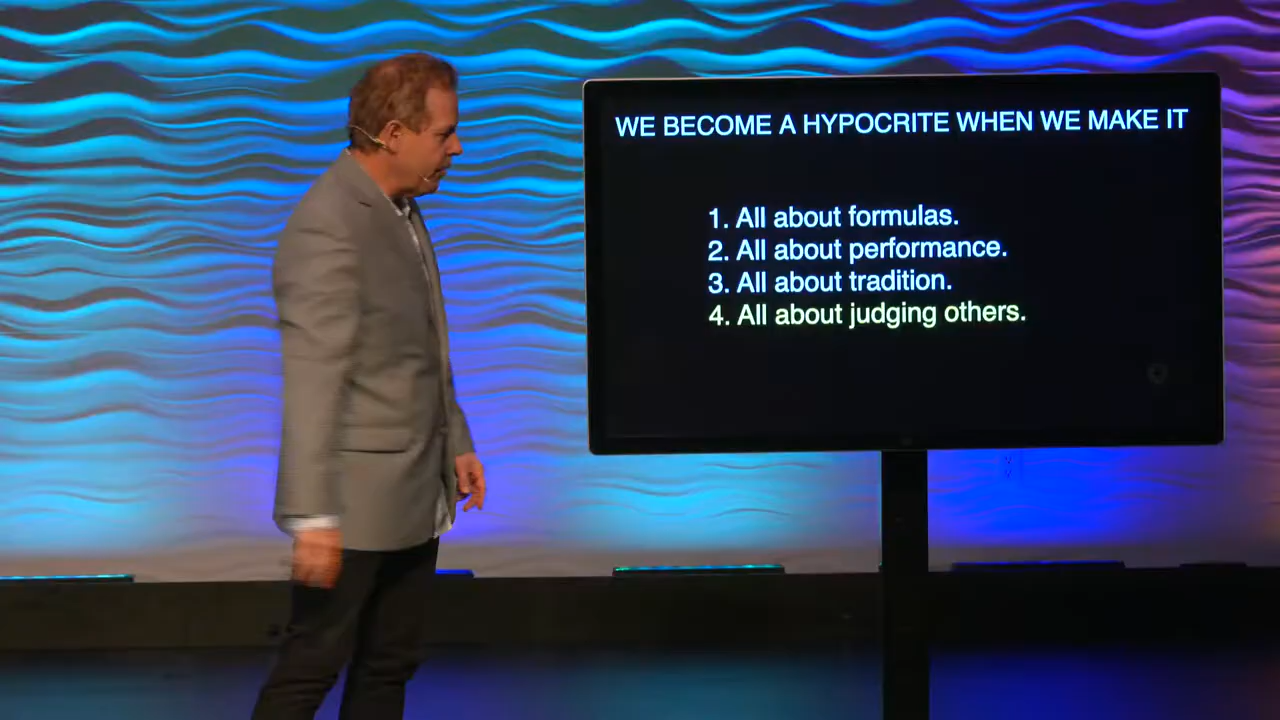 WE BECOME A HYPOCRITE WHEN WE MAKE IT
1. All about formulas.
2. All about performance.
3. All about tradition.
4. All about judging others.